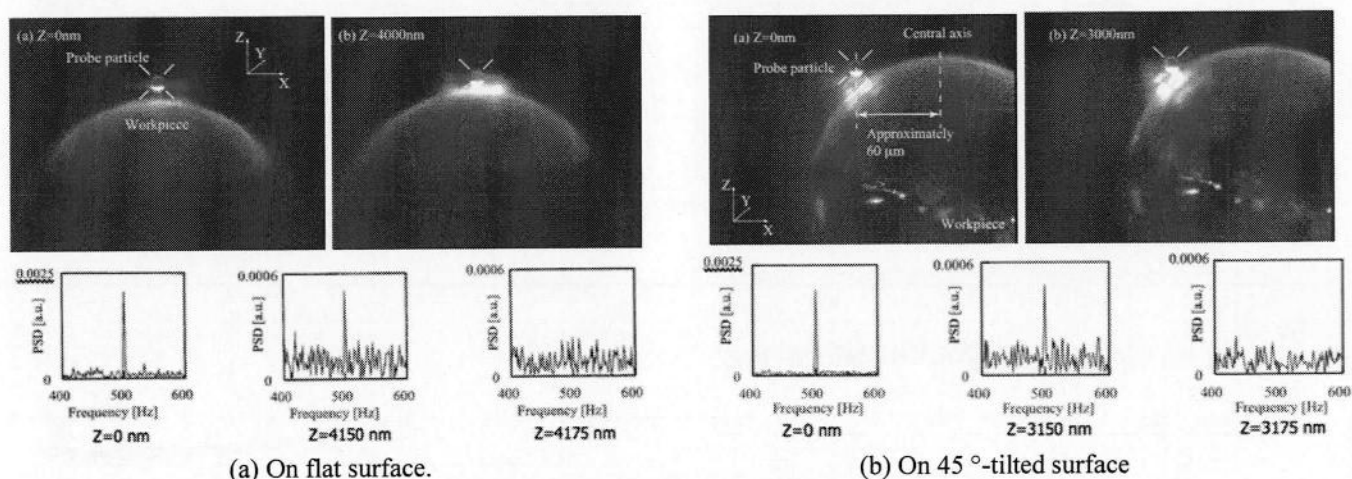 (a) Z=0nm
Probe particle
Workpiece
Z
Y
X
(b) Z=4000nm
0.0025
PSD [a.u.]
0
400
500
600
Frequency [Hz]
Z=0 nm
0.0006
PSD [a.u.]
0
400
500
600
Frequency [Hz]
Z=4150 nm
0.0006
PSD [a.u.]
0
400
500
600
Frequency [Hz]
Z=4175 nm
(a) On flat surface.
(a) Z=0nm
Central axis
Probe particle
Approximately
60 μm
Z
Y
X
Workpiece
(b) Z=3000nm
0.0025
PSD [a.u.]
0
400
500
600
Frequency [Hz]
Z=0 nm
0.0006
PSD [a.u.]
0
400
500
600
Frequency [Hz]
Z=3150 nm
0.0006
PSD [a.u.]
0
400
500
600
Frequency [Hz]
Z=3175 nm
(b) On 45 °-tilted surface